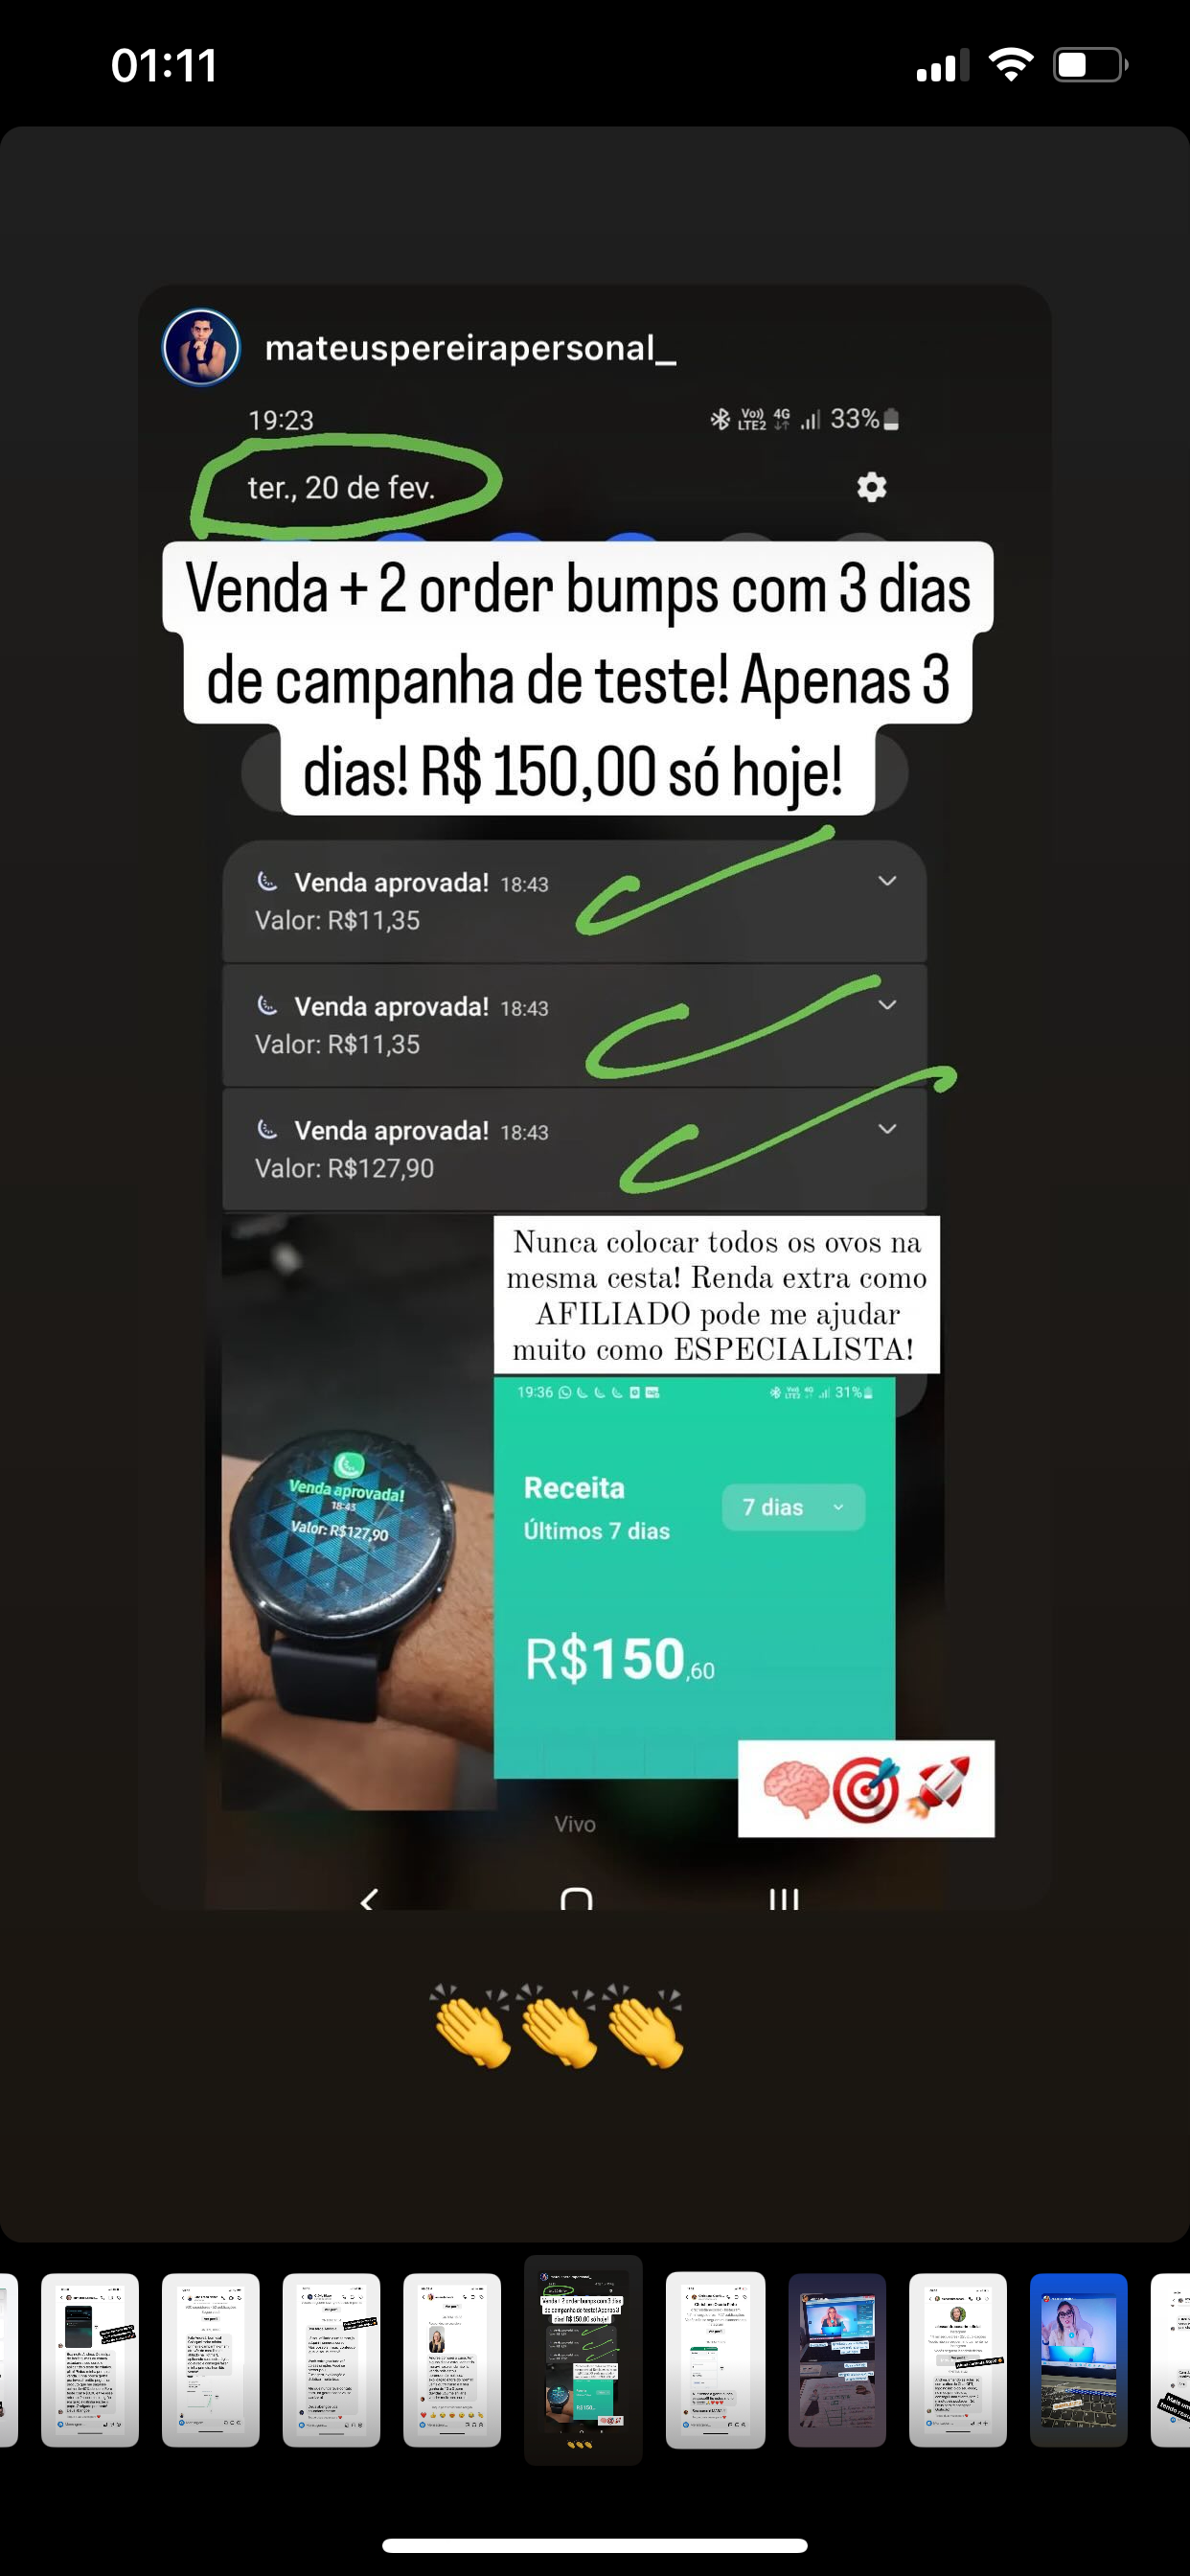 01:11
mateuspereirapersonal_
19:23
Vo)) LTE2 4G 33%
ter., 20 de fev.
Venda + 2 order bumps com 3 dias
de campanha de teste! Apenas 3
dias! R$ 150,00 só hoje!
Venda aprovada! 18:43
Valor: R$11,35
Venda aprovada! 18:43
Valor: R$11,35
Venda aprovada! 18:43
Valor: R$127,90
Nunca colocar todos os ovos na
mesma cesta! Renda extra como
AFILIADO pode me ajudar
muito como ESPECIALISTA!
19:36 31%
Venda aprovada!
18:43
Valor: R$127,90
Receita
7 dias
Últimos 7 dias
R$150,60
Vivo